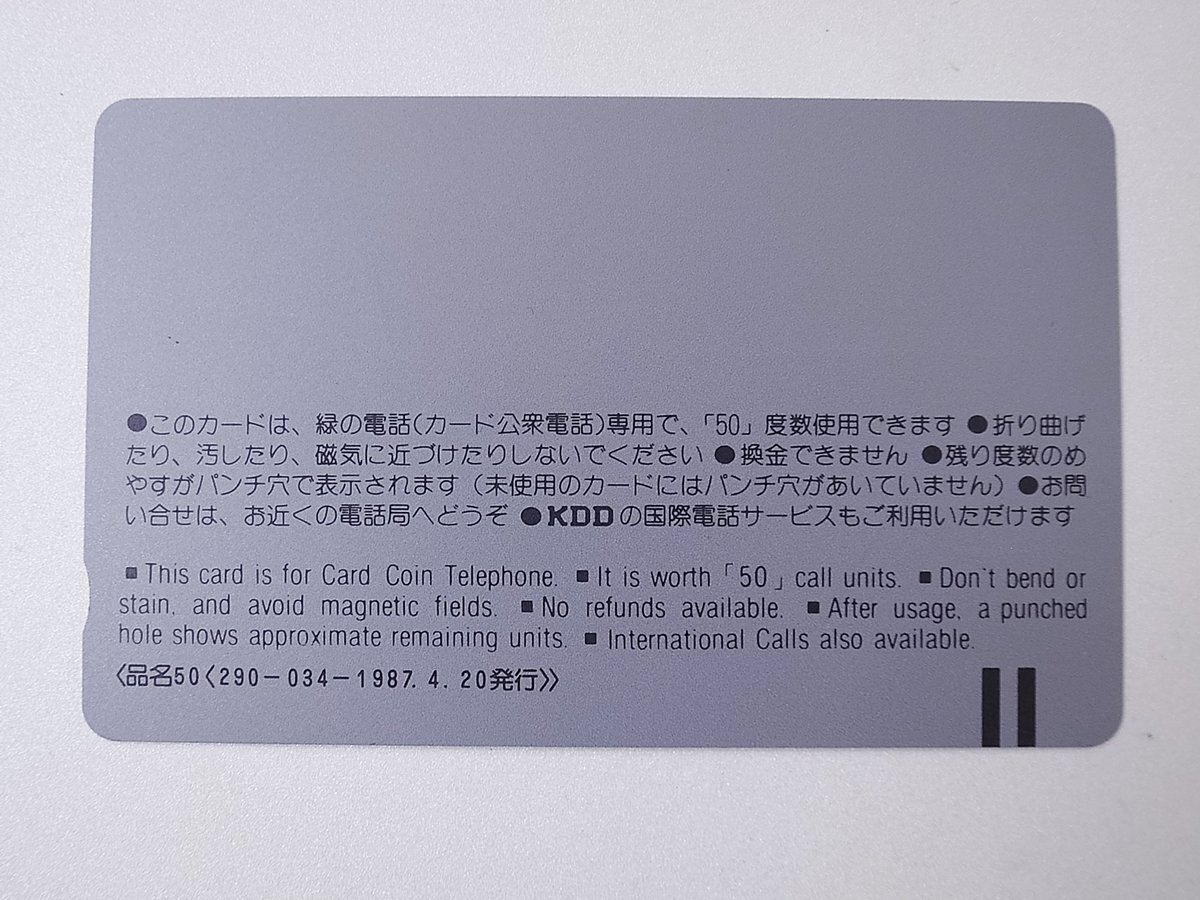 ●このカードは、緑の電話(カード公衆電話)専用で、「50」度数使用できます ●折り曲げ
たり、汚したり、磁気に近づけたりしないでください ●換金できません ●残り度数のめ
やすがパンチ穴で表示されます(未使用のカードにはパンチ穴があいていません) ●お問
い合せは、お近くの電話局へどうぞ ●KDDの国際電話サービスもご利用いただけます
■This card is for Card Coin Telephone. ■It is worth「50」call units. ■Don't bend or
stain, and avoid magnetic fields. ■No refunds available. ■After usage, a punched
hole shows approximate remaining units. ■International Calls also available.
〈品名50〈290−034−1987. 4. 20発行〉〉